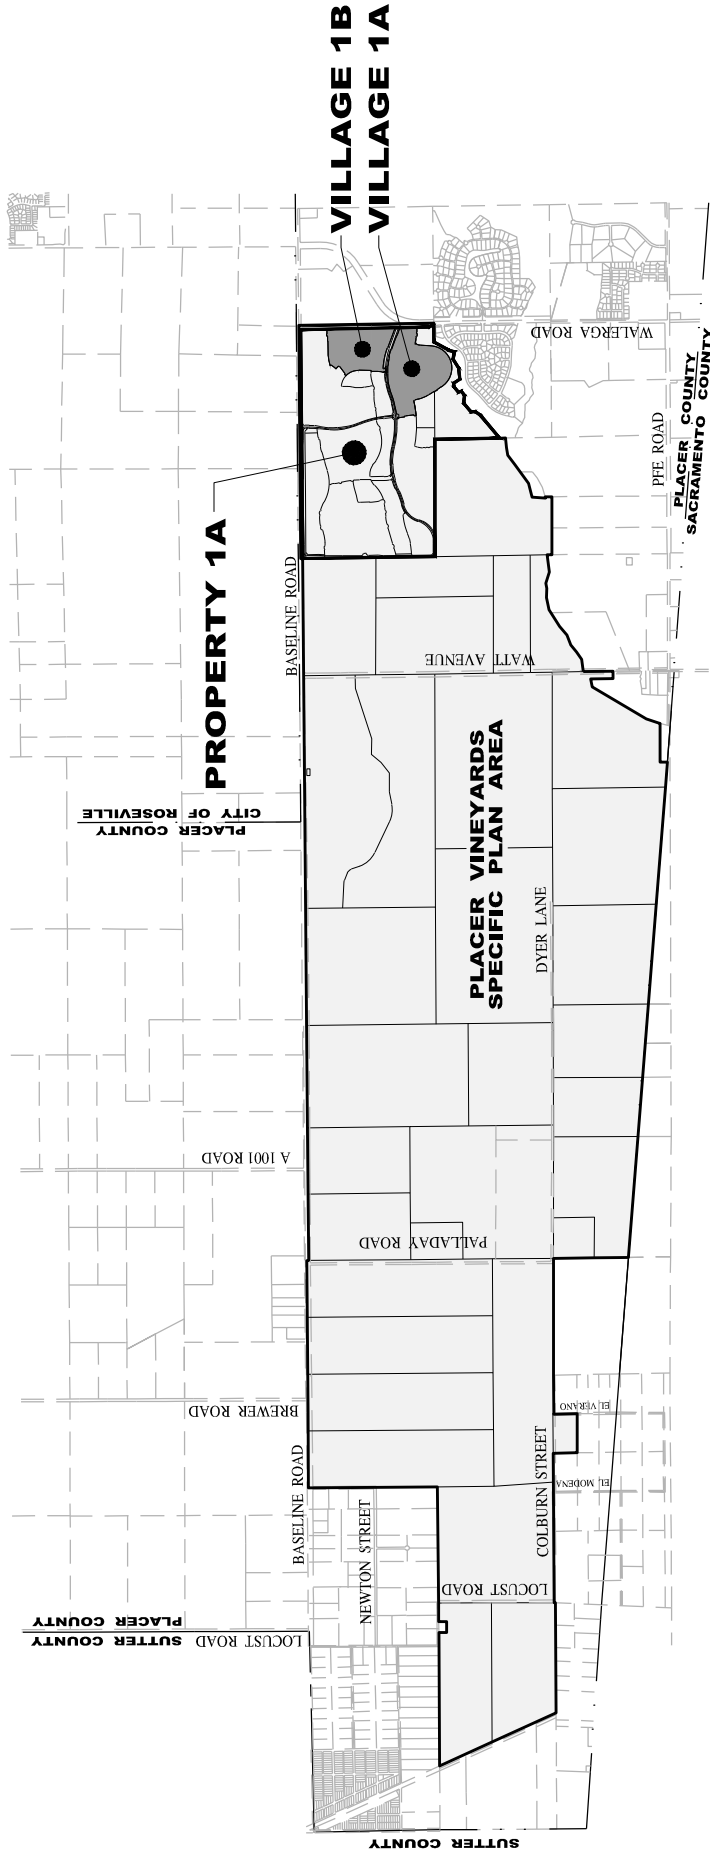 VILLAGE 1B
VILLAGE 1A
WALERGA ROAD
PLACER COUNTY
SACRAMENTO COUNTY
PFE ROAD
PROPERTY 1A
BASELINE ROAD
WATT AVENUE
CITY OF ROSEVILLE
PLACER COUNTY
PLACER VINEYARDS
SPECIFIC PLAN AREA
DYER LANE
A 1001 ROAD
PALLADAY ROAD
BREWER ROAD
EL VERANO
BASELINE ROAD
COLBURN STREET
EL MODENA
NEWTON STREET
LOCUST ROAD
PLACER COUNTY
SUTTER COUNTY
LOCUST ROAD
SUTTER COUNTY